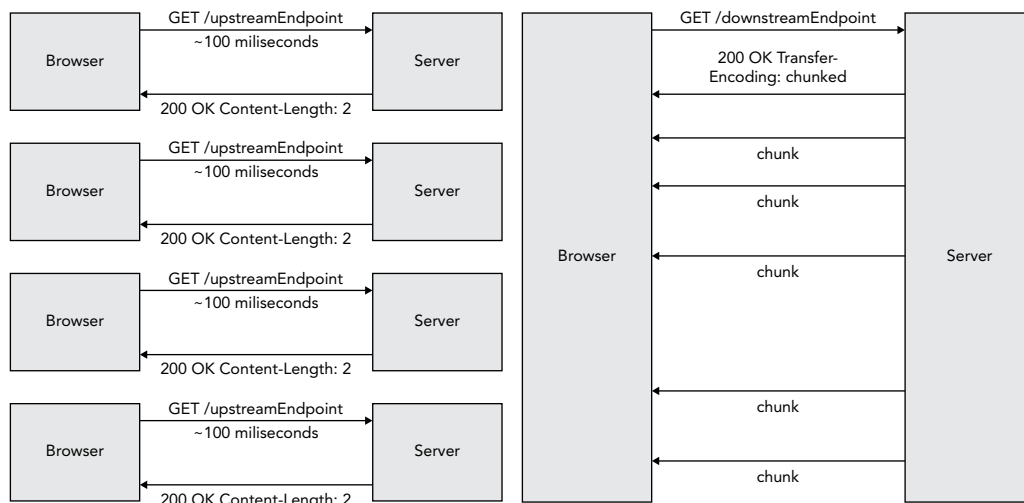 GET /upstreamEndpoint
~100 miliseconds
Browser
Server
200 OK Content-Length: 2
GET /upstreamEndpoint
~100 miliseconds
Browser
Server
200 OK Content-Length: 2
GET /upstreamEndpoint
~100 miliseconds
Browser
Server
200 OK Content-Length: 2
GET /upstreamEndpoint
~100 miliseconds
Browser
Server
200 OK Content-Length: 2
GET /downstreamEndpoint
200 OK Transfer-
Encoding: chunked
chunk
chunk
Browser
Server
chunk
chunk
chunk